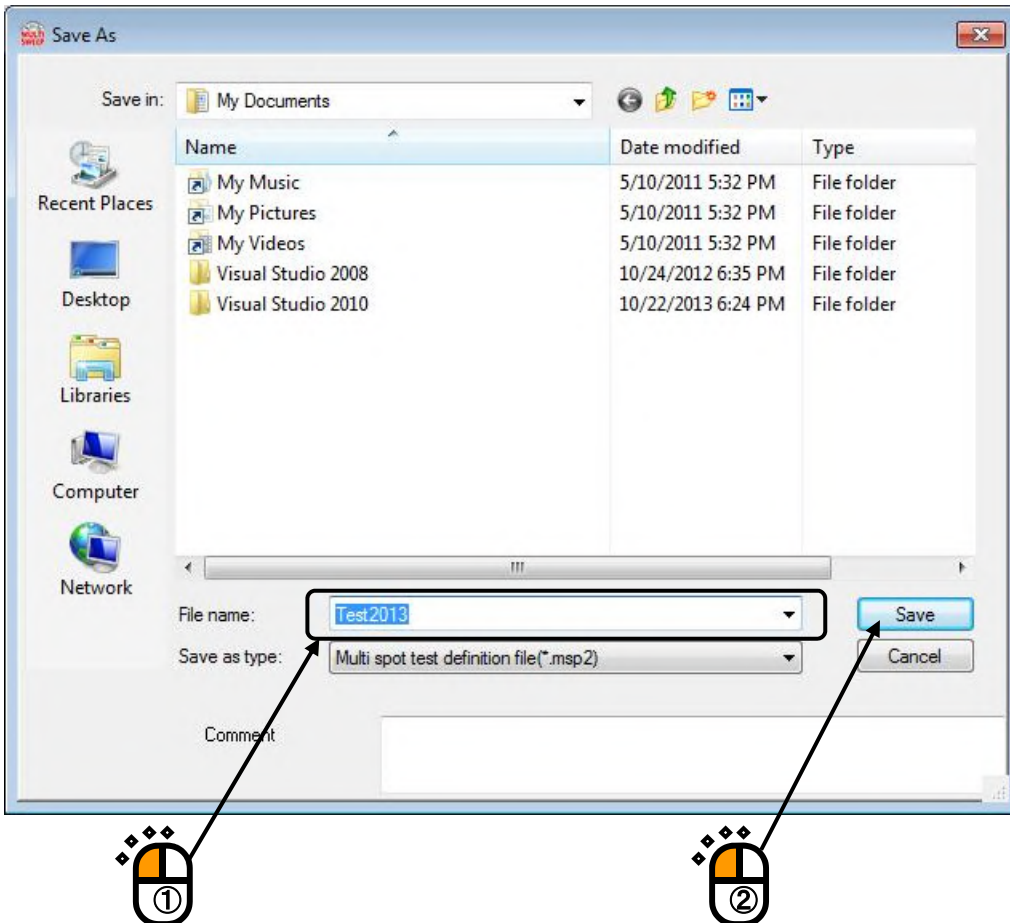 MULTI SWEEP
Save As
Save in: My Documents
Name Date modified Type
My Music 5/10/2011 5:32 PM File folder
My Pictures 5/10/2011 5:32 PM File folder
My Videos 5/10/2011 5:32 PM File folder
Visual Studio 2008 10/24/2012 6:35 PM File folder
Visual Studio 2010 10/22/2013 6:24 PM File folder
Recent Places
Desktop
Libraries
Computer
Network
File name: Test2013 Save
Save as type: Multi spot test definition file(*.msp2) Cancel
Comment
① ②